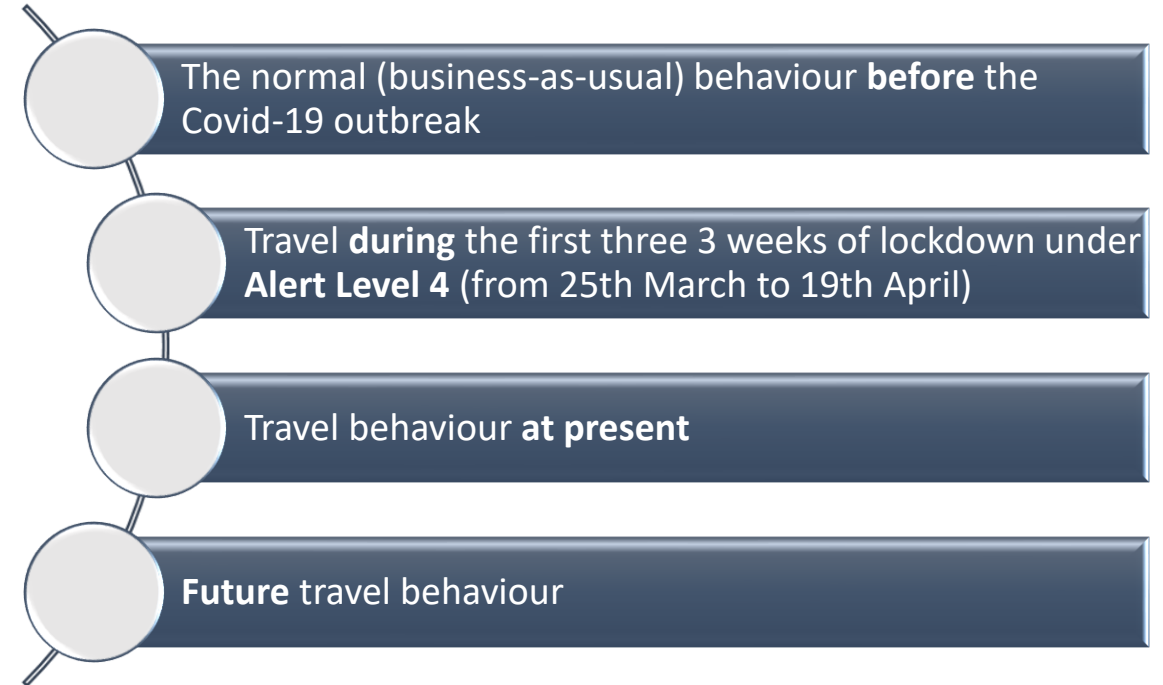 The normal (business-as-usual) behaviour before the
Covid-19 outbreak
Travel during the first three 3 weeks of lockdown under
Alert Level 4 (from 25th March to 19th April)
Travel behaviour at present
Future travel behaviour